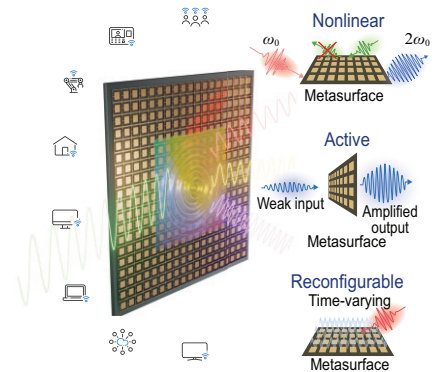 Nonlinear
ω₀
2ω₀
Metasurface
Active
Weak input
Amplified
output
Metasurface
Reconfigurable
Time-varying
Metasurface